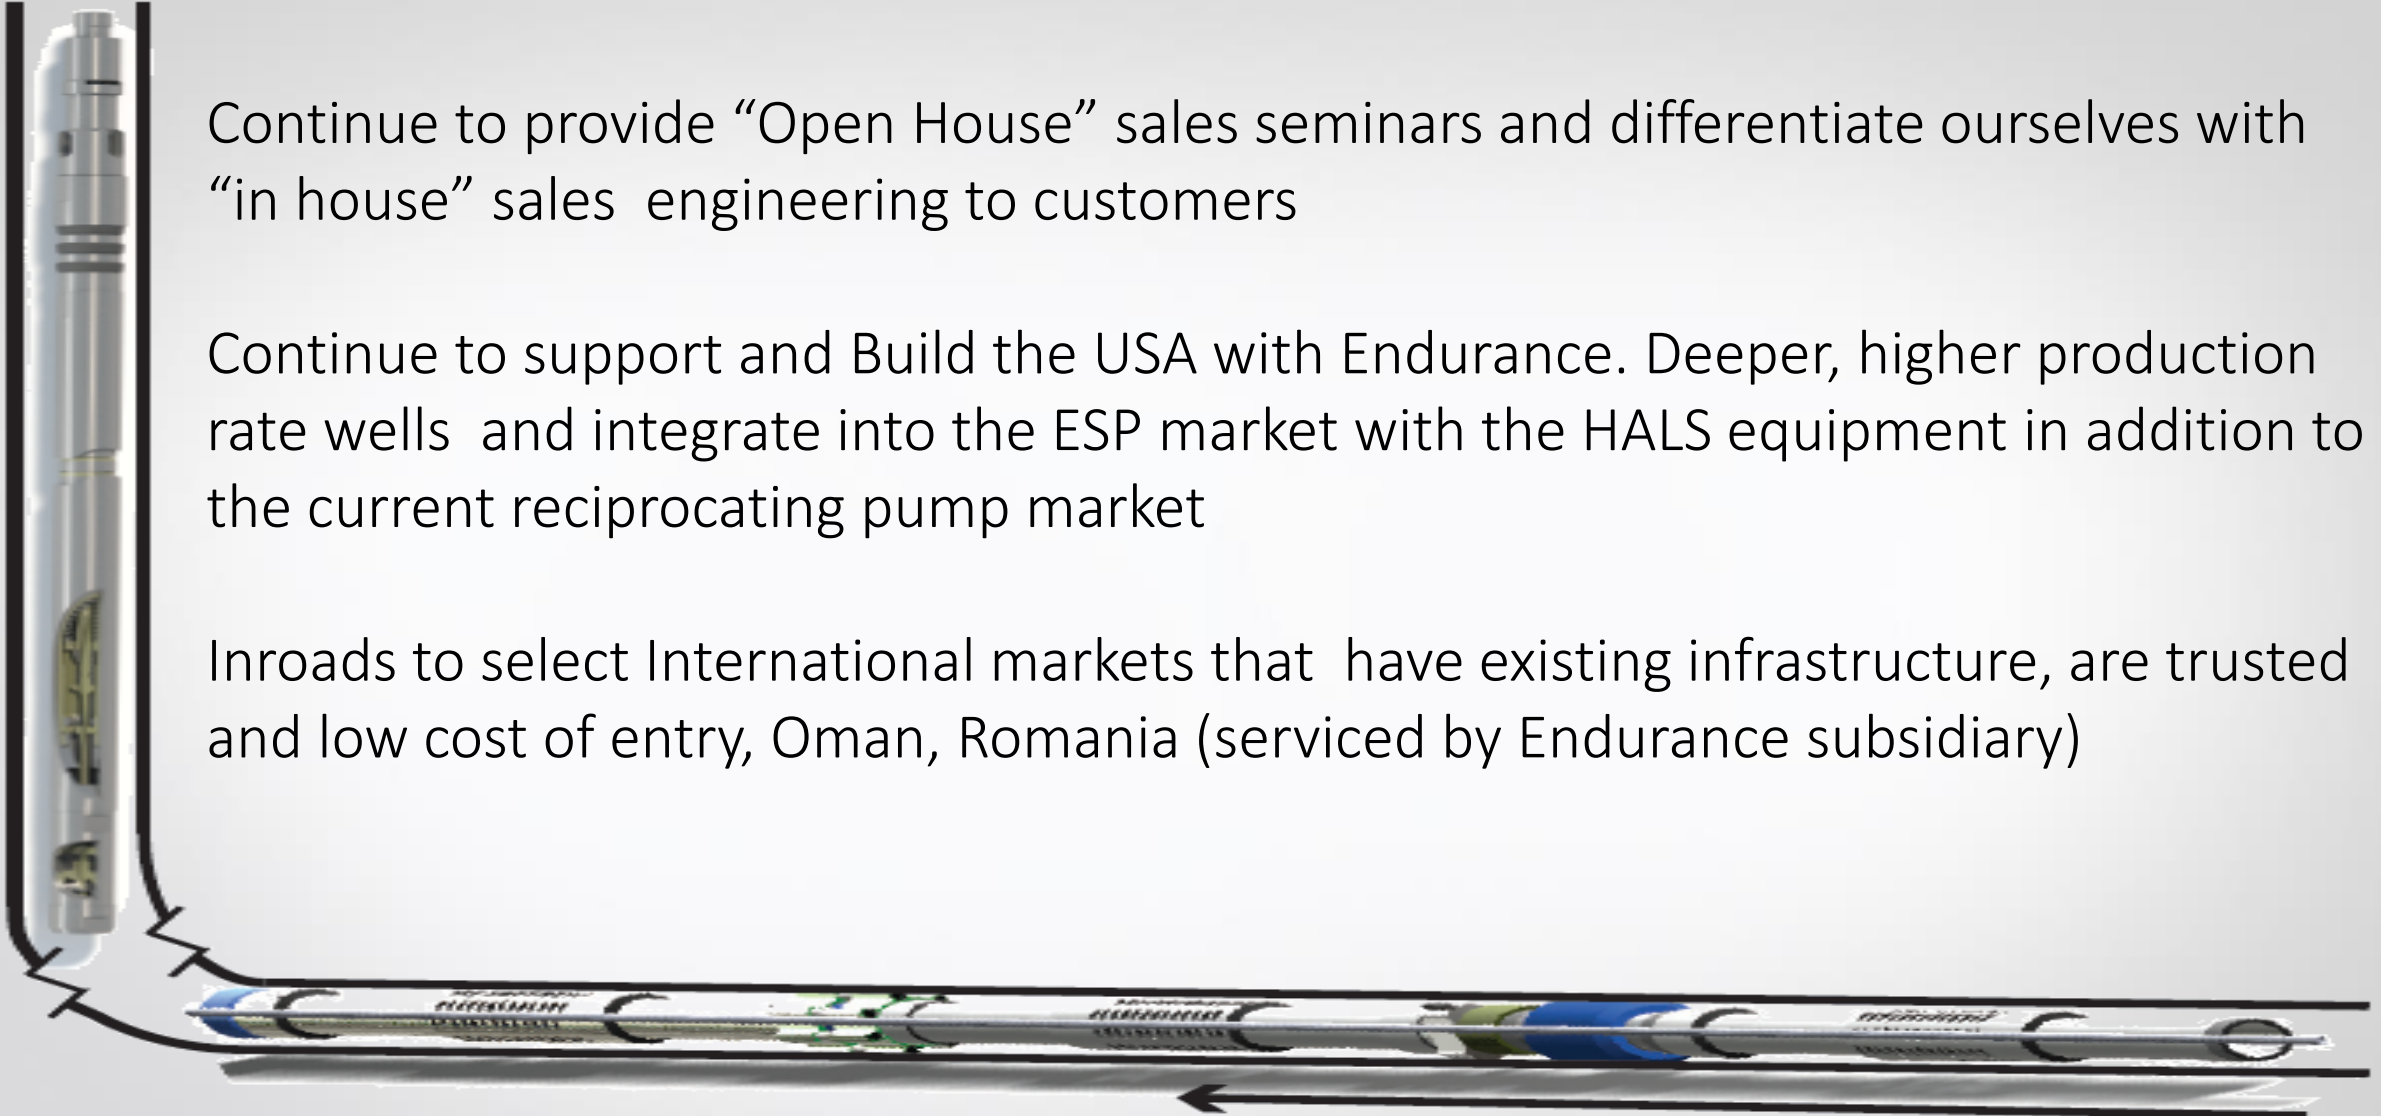 Continue to provide “Open House” sales seminars and differentiate ourselves with
“in house” sales  engineering to customers
Continue to support and Build the USA with Endurance. Deeper, higher production
rate wells  and integrate into the ESP market with the HALS equipment in addition to
the current reciprocating pump market
Inroads to select International markets that  have existing infrastructure, are trusted
and low cost of entry, Oman, Romania (serviced by Endurance subsidiary)